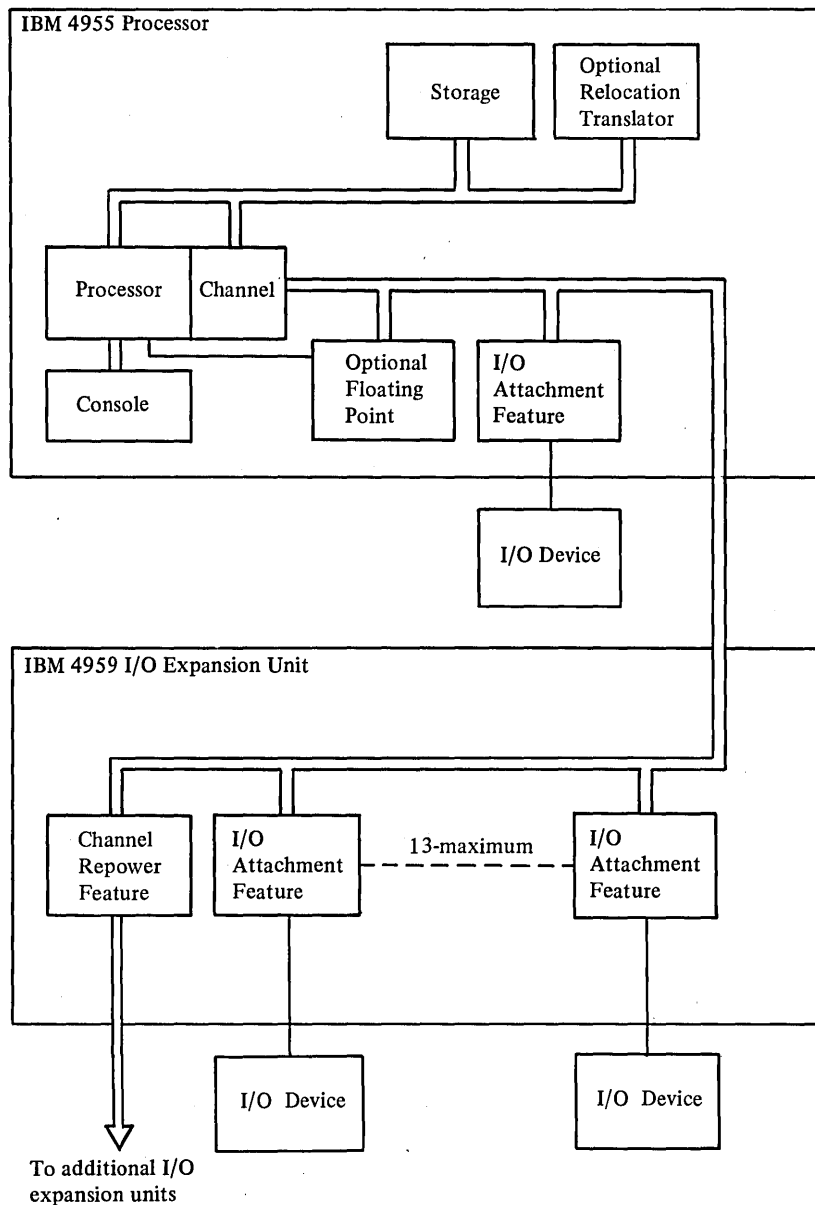 IBM 4955 Processor
Storage
Optional
Relocation
Translator
Processor
Channel
Console
Optional
Floating
Point
I/O
Attachment
Feature
I/O Device
IBM 4959 I/O Expansion Unit
Channel
Repower
Feature
I/O
Attachment
Feature
13-maximum
I/O
Attachment
Feature
I/O Device
I/O Device
To additional I/O
expansion units